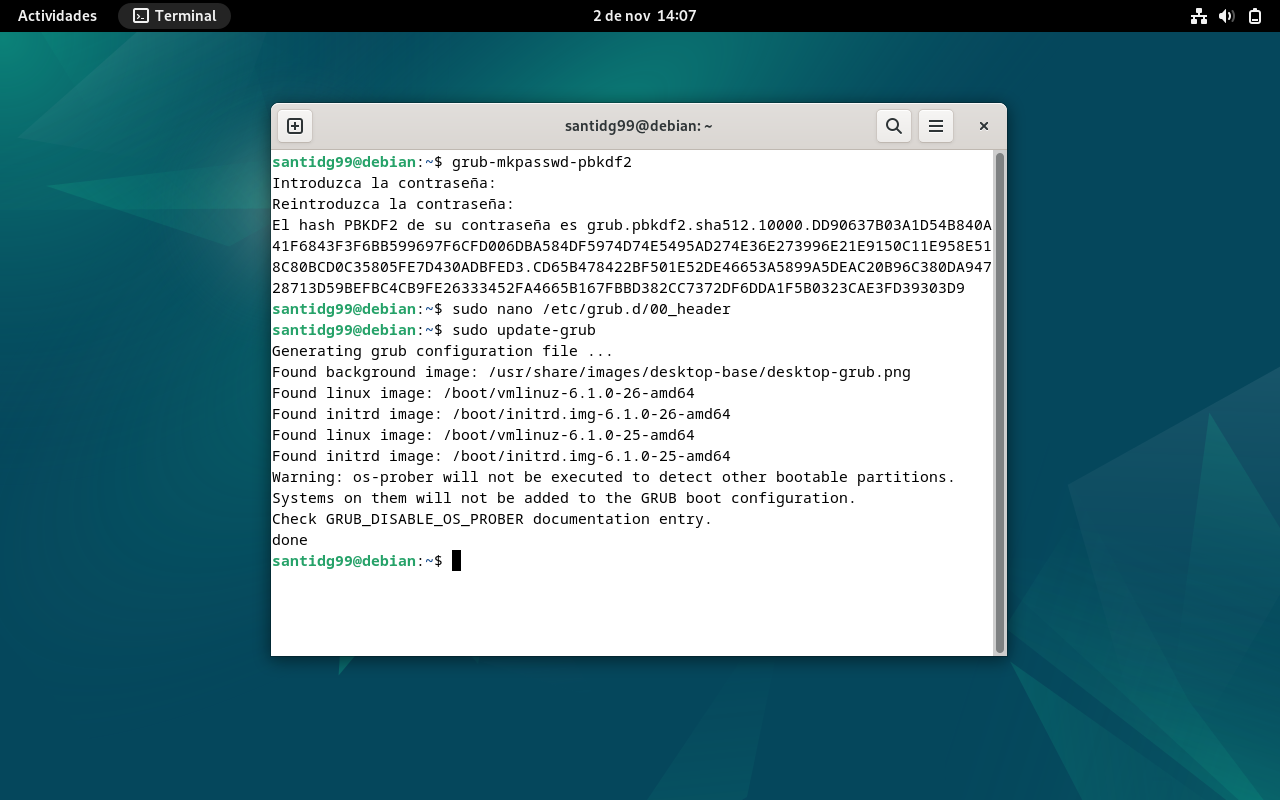 Actividades
Terminal
2 de nov 14:07
santidg99@debian: ~
santidg99@debian:~$ grub-mkpasswd-pbkdf2
Introduzca la contraseña:
Reintroduzca la contraseña:
El hash PBKDF2 de su contraseña es grub.pbkdf2.sha512.10000.DD90637B03A1D54B840A
41F6843F3F6BB599697F6CFD006DBA584DF5974D74E5495AD274E36E273996E21E9150C11E958E51
8C80BCD0C35805FE7D430ADBFED3.CD65B478422BF501E52DE46653A5899A5DEAC20B96C380DA947
28713D59BEFBC4CB9FE26333452FA4665B167FBBD382CC7372DF6DDA1F5B0323CAE3FD39303D9
santidg99@debian:~$ sudo nano /etc/grub.d/00_header
santidg99@debian:~$ sudo update-grub
Generating grub configuration file ...
Found background image: /usr/share/images/desktop-base/desktop-grub.png
Found linux image: /boot/vmlinuz-6.1.0-26-amd64
Found initrd image: /boot/initrd.img-6.1.0-26-amd64
Found linux image: /boot/vmlinuz-6.1.0-25-amd64
Found initrd image: /boot/initrd.img-6.1.0-25-amd64
Warning: os-prober will not be executed to detect other bootable partitions.
Systems on them will not be added to the GRUB boot configuration.
Check GRUB_DISABLE_OS_PROBER documentation entry.
done
santidg99@debian:~$